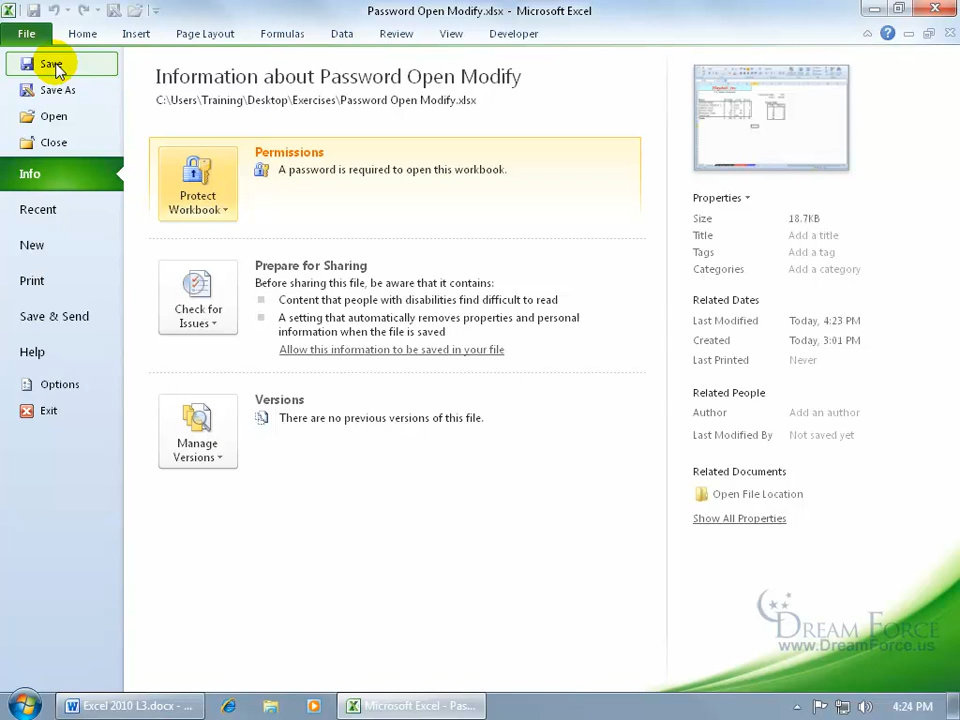 Password Open Modify.xlsx - Microsoft Excel
File Home Insert Page Layout Formulas Data Review View Developer
Save
Save As
Open
Close
Info
Recent
New
Print
Save & Send
Help
Options
Exit
Information about Password Open Modify
C:\Users\Training\Desktop\Exercises\Password Open Modify.xlsx
Protect
Workbook
Permissions
A password is required to open this workbook.
Check for
Issues
Prepare for Sharing
Before sharing this file, be aware that it contains:
Content that people with disabilities find difficult to read
A setting that automatically removes properties and personal
information when the file is saved
Allow this information to be saved in your file
Manage
Versions
Versions
There are no previous versions of this file.
Properties
Size 18.7KB
Title Add a title
Tags Add a tag
Categories Add a category
Related Dates
Last Modified Today, 4:23 PM
Created Today, 3:01 PM
Last Printed Never
Related People
Author Add an author
Last Modified By Not saved yet
Related Documents
Open File Location
Show All Properties
DREAM FORCE
www.DreamForce.us
Excel 2010 L3.docx - ...
Microsoft Excel - Pas...
4:24 PM